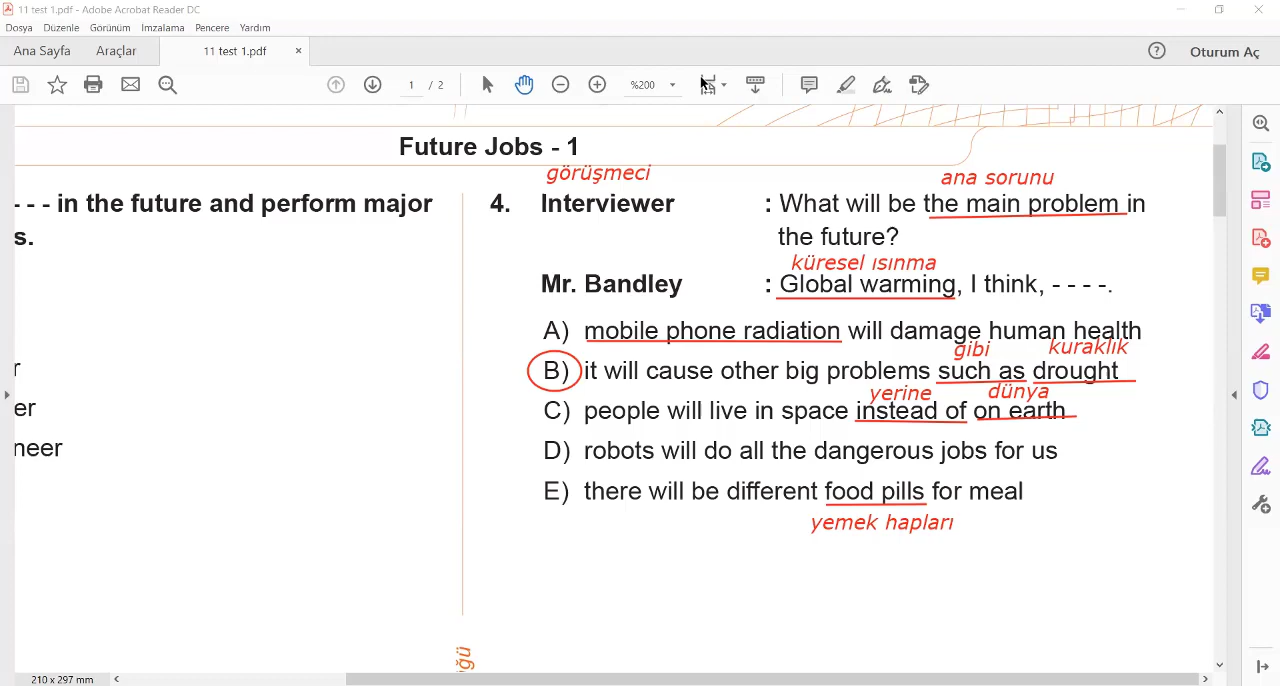 11 test 1.pdf - Adobe Acrobat Reader DC
Dosya Düzenle Görünüm İmzalama Pencere Yardım
Ana Sayfa Araçlar 11 test 1.pdf × Oturum Aç
1 / 2 %200
Future Jobs - 1
- - - in the future and perform major
s.
r
er
neer
görüşmeci ana sorunu
4. Interviewer : What will be the main problem in
the future?
küresel ısınma
Mr. Bandley : Global warming, I think, - - - -.
A) mobile phone radiation will damage human health
gibi kuraklık
B) it will cause other big problems such as drought
yerine dünya
C) people will live in space instead of on earth
D) robots will do all the dangerous jobs for us
E) there will be different food pills for meal
yemek hapları
ğü
210 x 297 mm